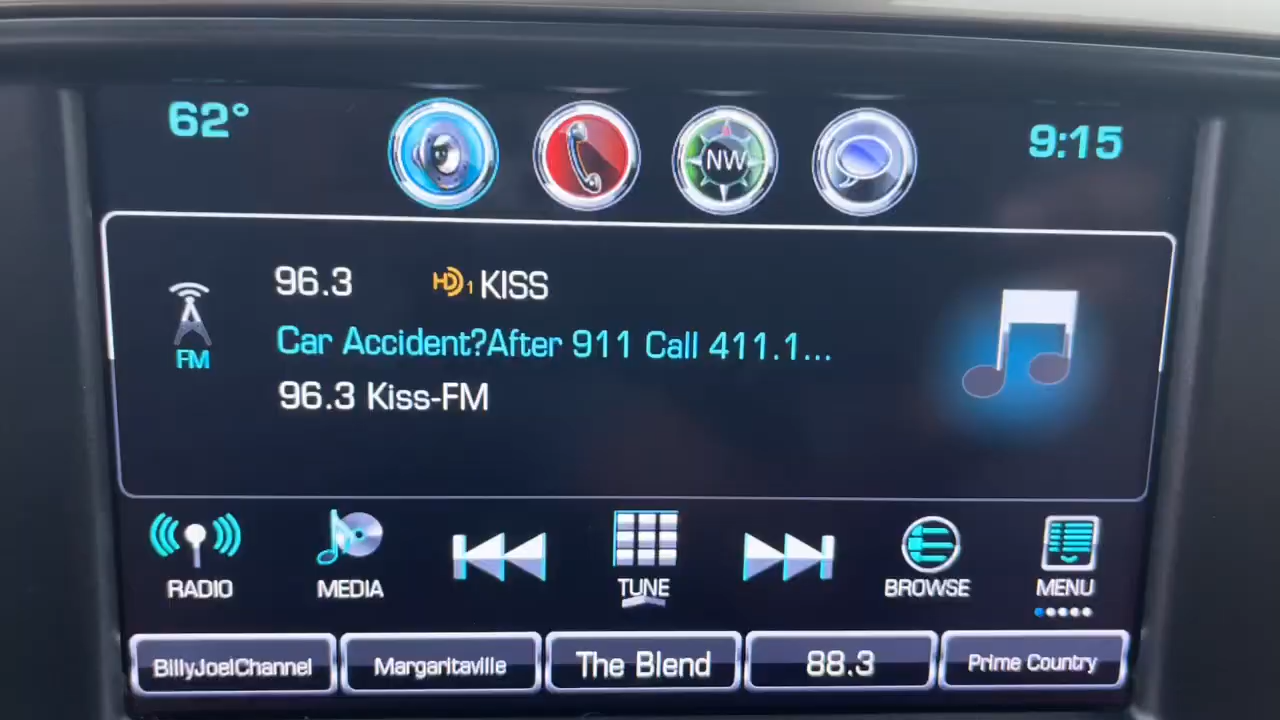 62°
NW
9:15
96.3 HD1 KISS
Car Accident?After 911 Call 411.1...
FM
96.3 Kiss-FM
RADIO
MEDIA
TUNE
BROWSE
MENU
BillyJoelChannel
Margaritaville
The Blend
88.3
Prime Country